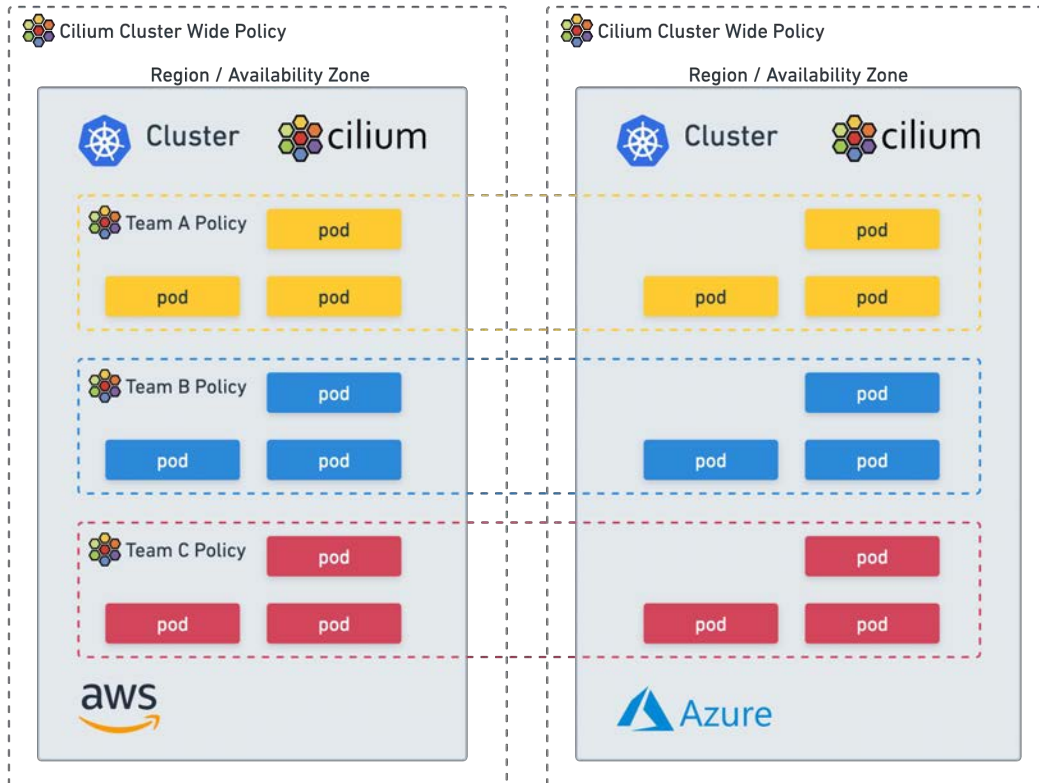 Cilium Cluster Wide Policy
Region / Availability Zone
Cluster
cilium
Team A Policy
pod
pod
pod
Team B Policy
pod
pod
pod
Team C Policy
pod
pod
pod
aws
Cilium Cluster Wide Policy
Region / Availability Zone
Cluster
cilium
pod
pod
pod
pod
pod
pod
pod
pod
pod
Azure